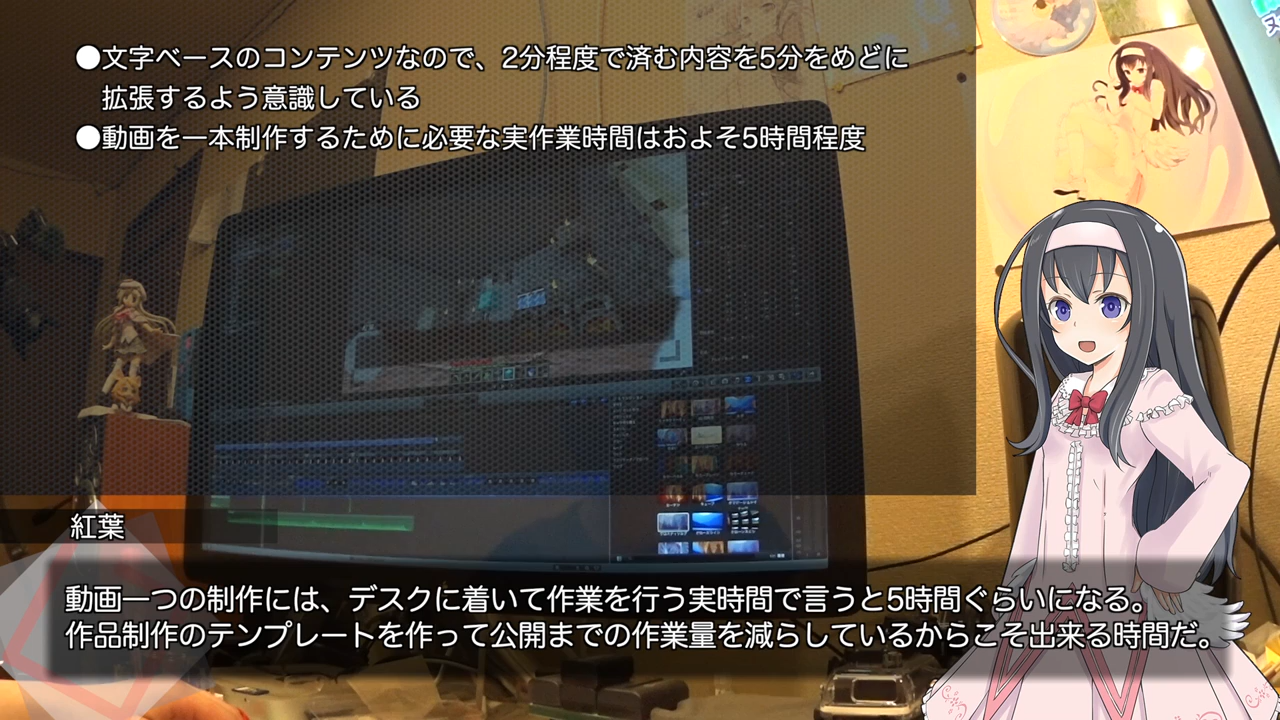 ●文字ベースのコンテンツなので、2分程度で済む内容を5分をめどに
拡張するよう意識している
●動画を一本制作するために必要な実作業時間はおよそ5時間程度
紅葉
動画一つの制作には、デスクに着いて作業を行う実時間で言うと5時間ぐらいになる。
作品制作のテンプレートを作って公開までの作業量を減らしているからこそ出来る時間だ。